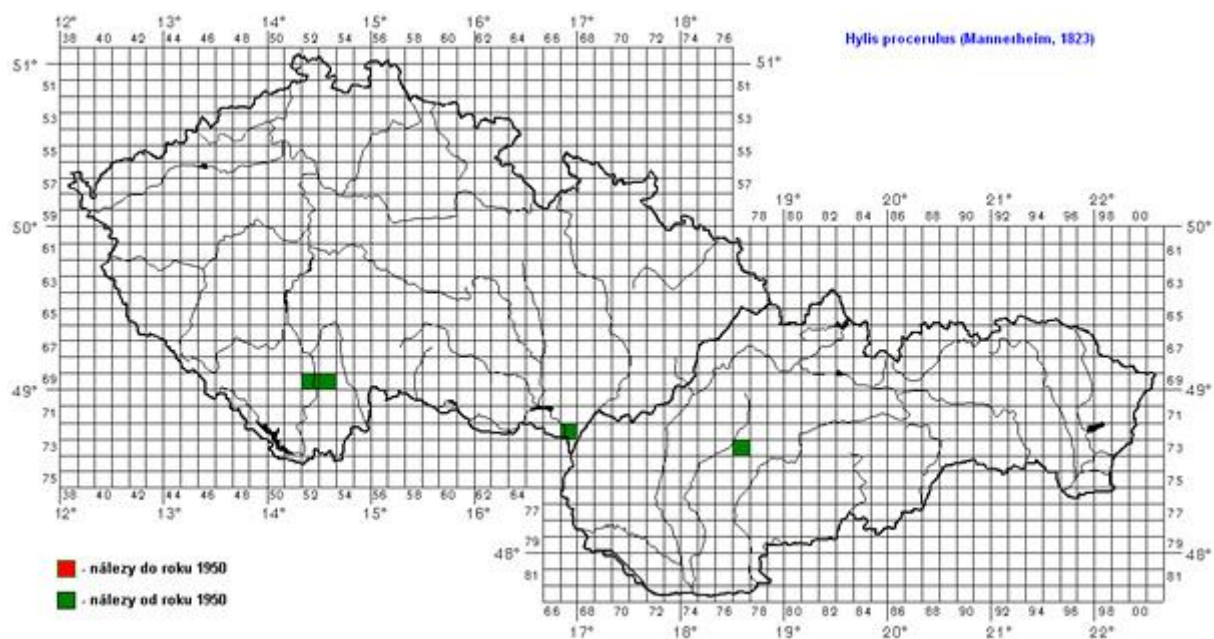 12° 13° 14° 15° 16° 17° 18°
38 40 42 44 46 48 50 52 54 56 58 60 62 64 66 68 70 72 74 76
Hylis procerulus (Mannerheim, 1823)
51° 51°
51 51
53 53
55 55
57 57
19° 20° 21° 22°
59 78 80 82 84 86 88 90 92 94 96 98 00
50° 50°
61 61
63 63
65 65
67 67
69 69
49° 49°
71 71
73 73
75 75
38 40 42 44 46 48 50 52 54 56 58 60 62 64
12° 13° 14° 15° 16°
77 77
79 79
48° 48°
81 81
- nálezy do roku 1950
- nálezy od roku 1950
66 68 70 72 74 76 78 80 82 84 86 88 90 92 94 96 98 00
17° 18° 19° 20° 21° 22°